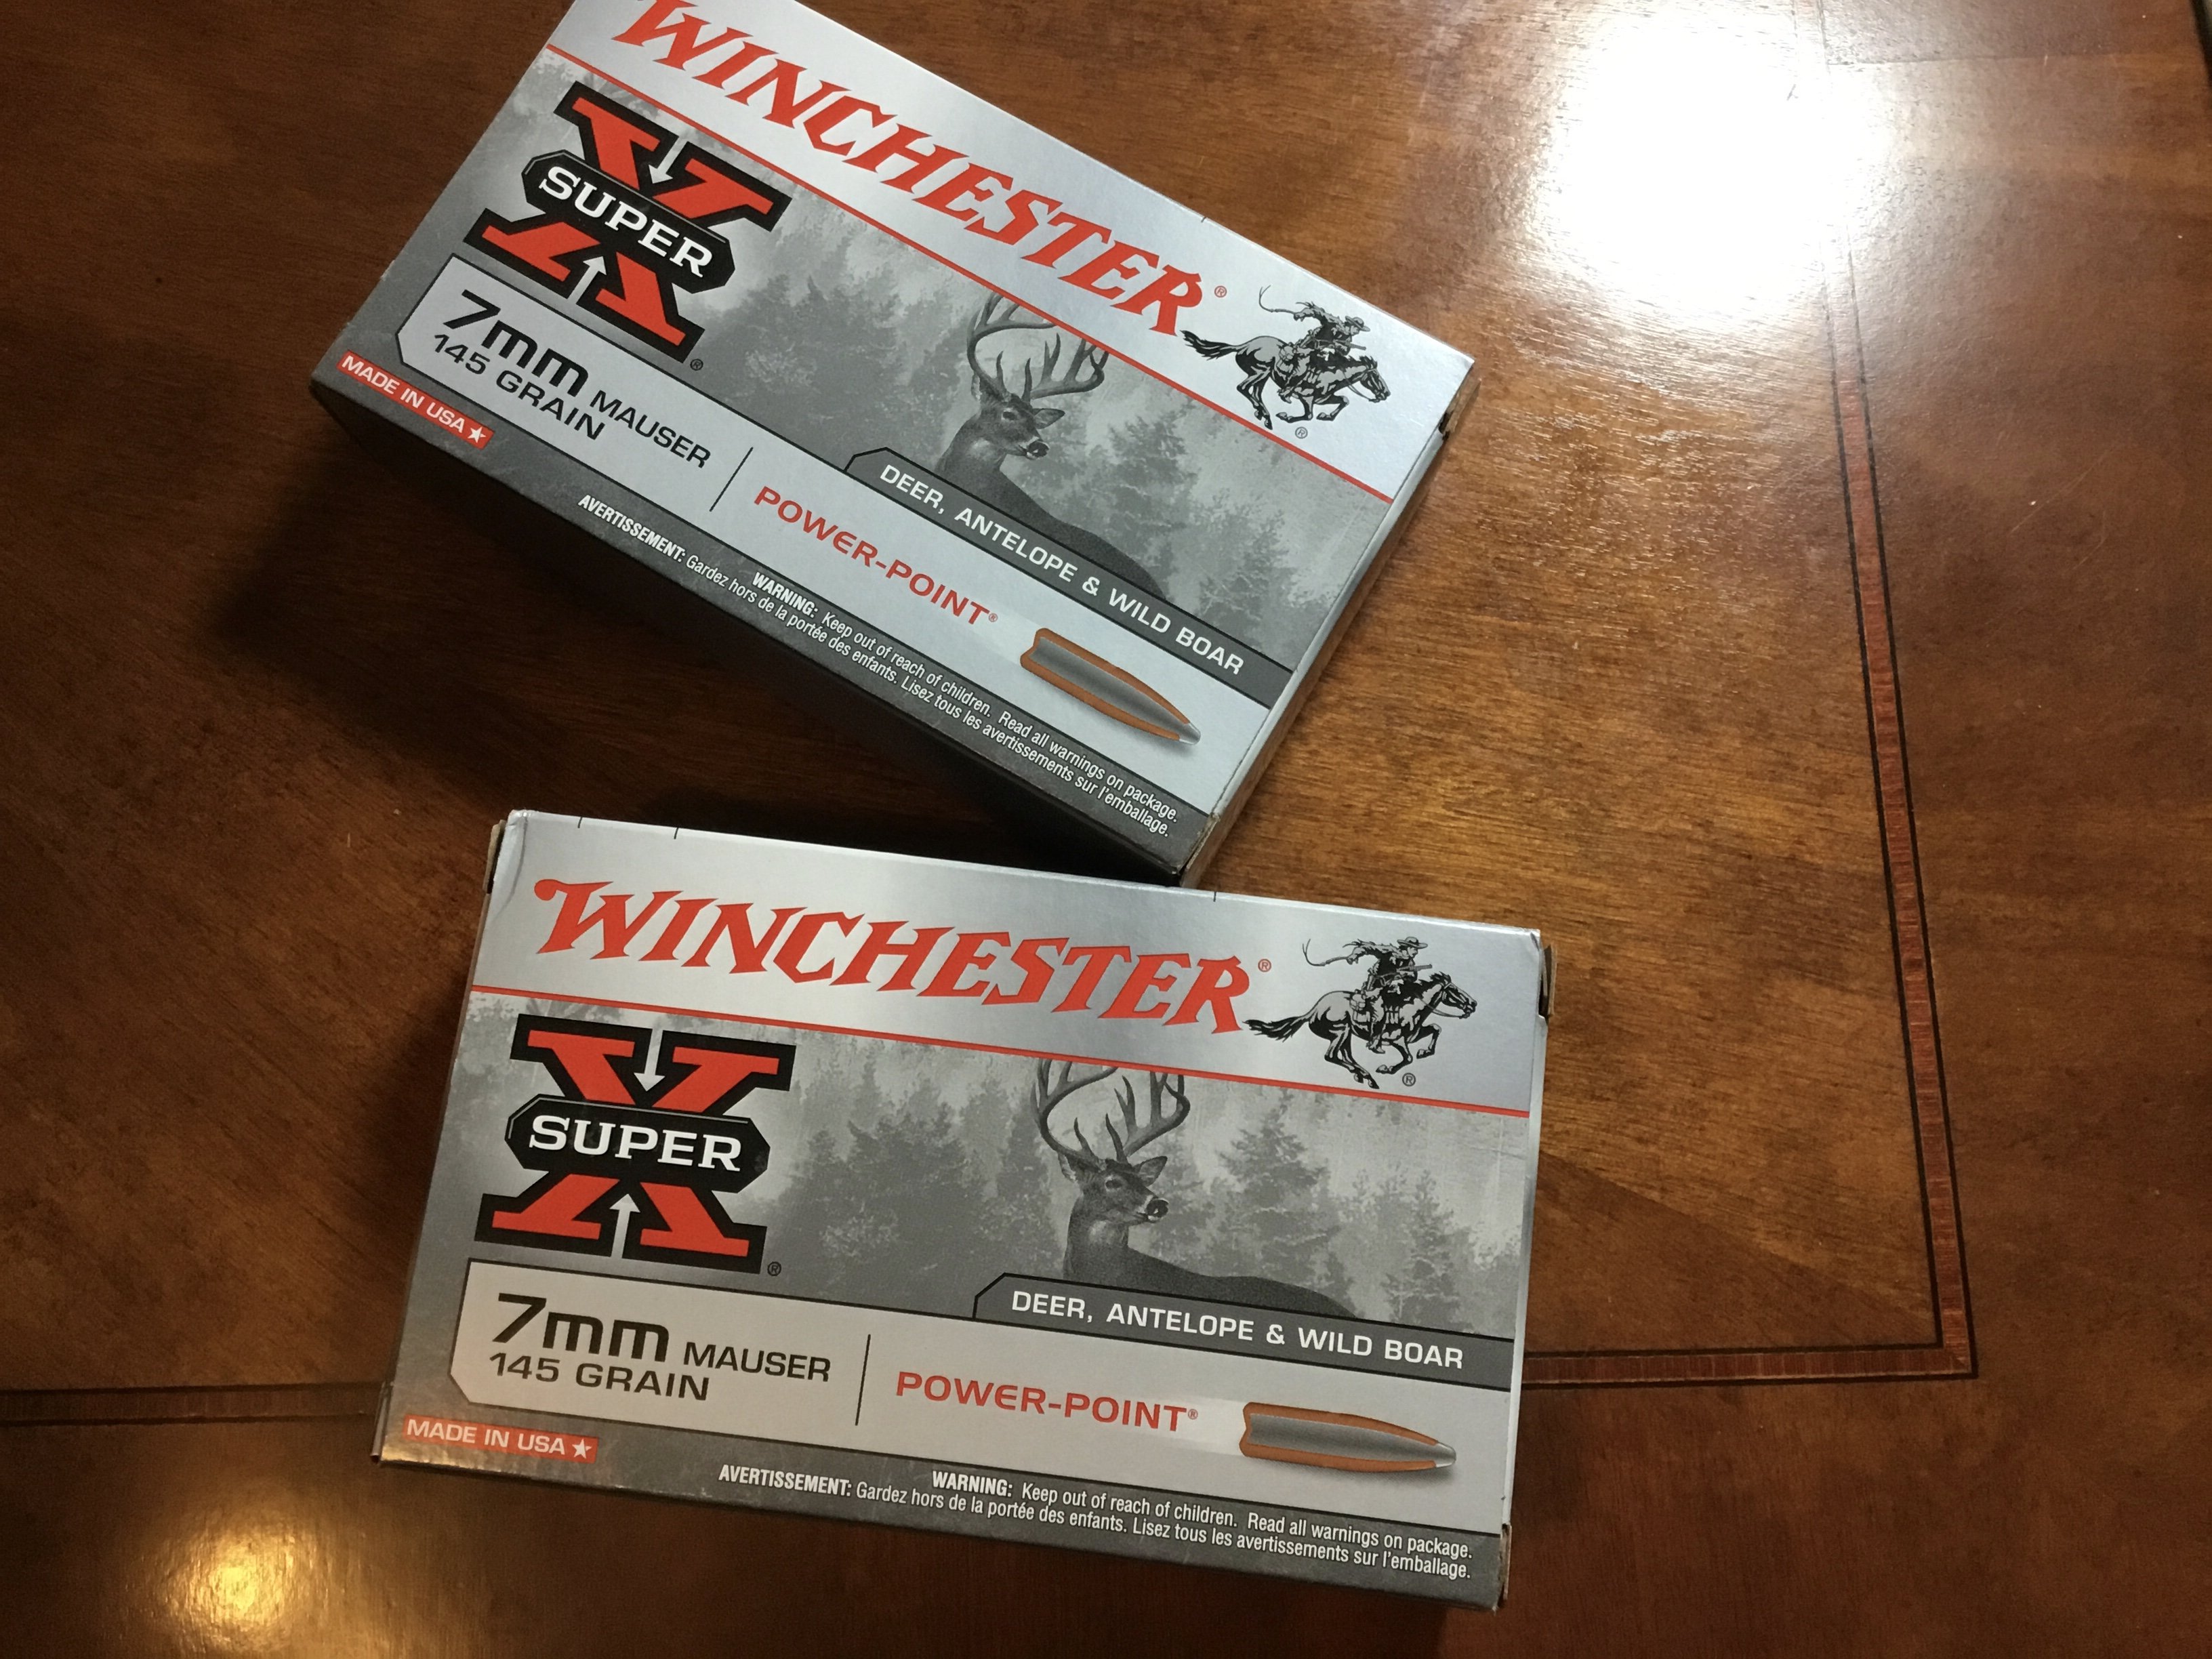 WINCHESTER®
X
SUPER
®
®
7mm MAUSER
145 GRAIN
MADE IN USA
DEER, ANTELOPE & WILD BOAR
POWER-POINT®
WARNING: Keep out of reach of children. Read all warnings on package.
AVERTISSEMENT: Gardez hors de la portée des enfants. Lisez tous les avertissements sur l'emballage.
WINCHESTER®
®
X
SUPER
®
DEER, ANTELOPE & WILD BOAR
7mm MAUSER
145 GRAIN
POWER-POINT®
MADE IN USA
WARNING: Keep out of reach of children. Read all warnings on package.
AVERTISSEMENT: Gardez hors de la portée des enfants. Lisez tous les avertissements sur l'emballage.